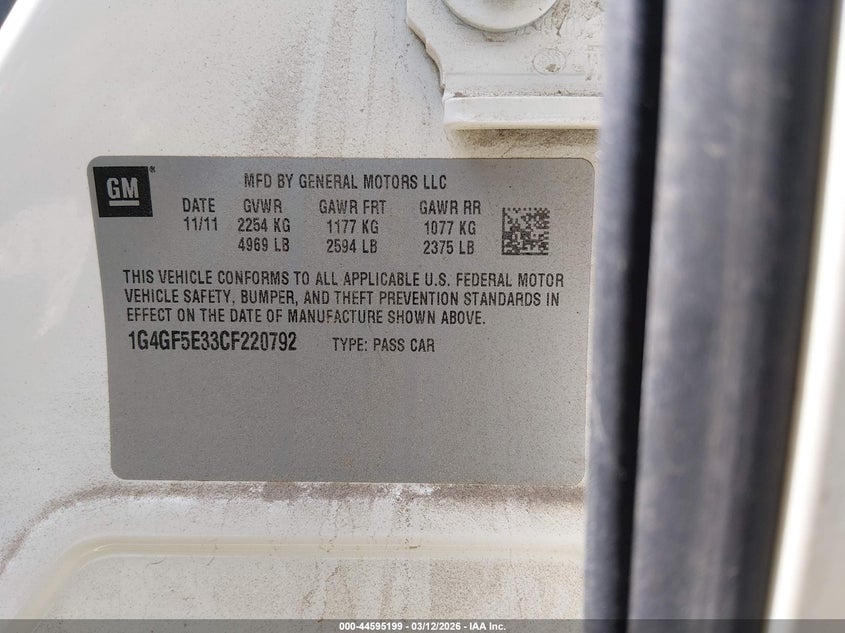 GM
MFD BY GENERAL MOTORS LLC
DATE GVWR GAWR FRT GAWR RR
11/11 2254 KG 1177 KG 1077 KG
4969 LB 2594 LB 2375 LB
THIS VEHICLE CONFORMS TO ALL APPLICABLE U.S. FEDERAL MOTOR
VEHICLE SAFETY, BUMPER, AND THEFT PREVENTION STANDARDS IN
EFFECT ON THE DATE OF MANUFACTURE SHOWN ABOVE.
1G4GF5E33CF220792 TYPE: PASS CAR
000-44595199 - 03/12/2026 - IAA Inc.